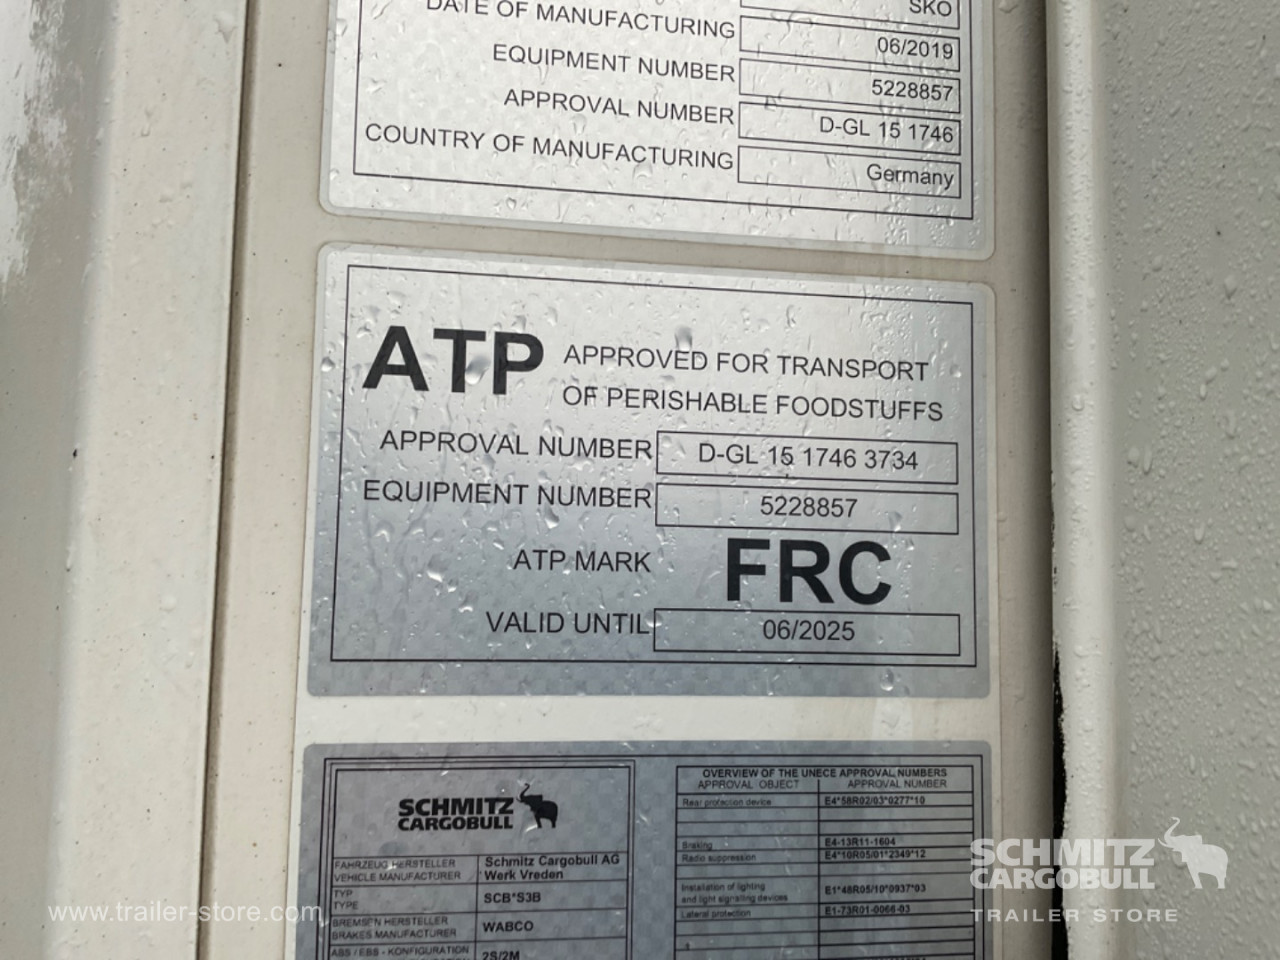 SKO
DATE OF MANUFACTURING 06/2019
EQUIPMENT NUMBER 5228857
APPROVAL NUMBER D-GL 15 1746
COUNTRY OF MANUFACTURING Germany
ATP APPROVED FOR TRANSPORT
OF PERISHABLE FOODSTUFFS
APPROVAL NUMBER D-GL 15 1746 3734
EQUIPMENT NUMBER 5228857
ATP MARK FRC
VALID UNTIL 06/2025
SCHMITZ
CARGOBULL
FAHRZEUG HERSTELLER Schmitz Cargobull AG
VEHICLE MANUFACTURER Werk Vreden
TYP
TYPE SCB*S3B
BREMSEN HERSTELLER
BRAKES MANUFACTURER WABCO
ABS / EBS - KONFIGURATION 2S/2M
OVERVIEW OF THE UNECE APPROVAL NUMBERS
APPROVAL OBJECT APPROVAL NUMBER
Rear protection device E4*58R02/03*0277*10
Braking E4-13R11-1604
Radio suppression E4*10R05/01*2349*12
Installation of lighting
and light signalling devices E1*48R05/10*0937*03
Lateral protection E1-73R01-0066-03
SCHMITZ
CARGOBULL
TRAILER STORE
www.trailer-store.com